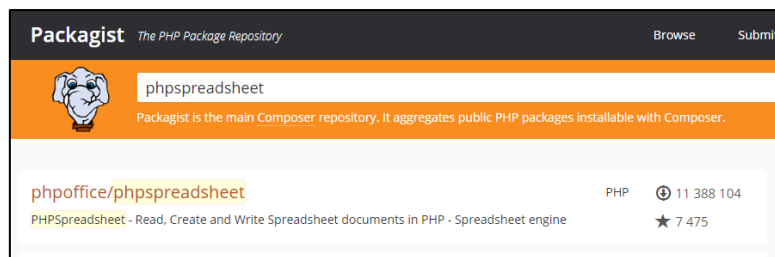 Packagist The PHP Package Repository Browse
phpspreadsheet
Packagist is the main Composer repository. It aggregates public PHP packages installable with Composer.
phpoffice/phpspreadsheet PHP 11 388 104
PHPSpreadsheet - Read, Create and Write Spreadsheet documents in PHP - Spreadsheet engine 7 475